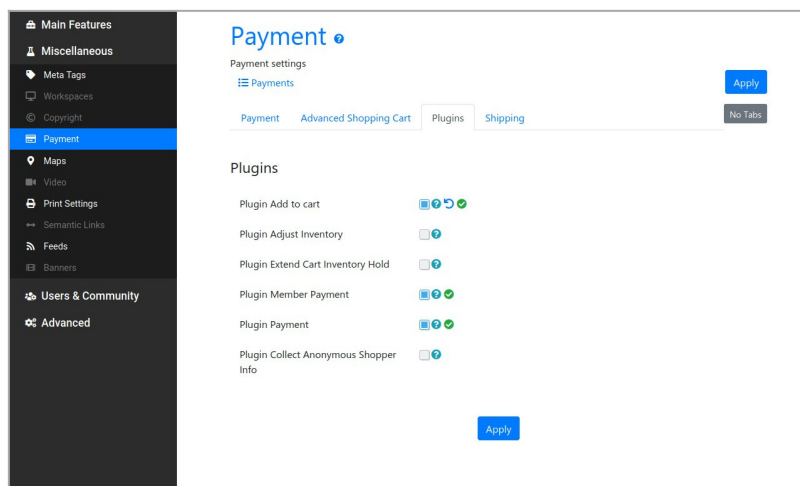 Main Features
Miscellaneous
Meta Tags
Workspaces
Copyright
Payment
Maps
Video
Print Settings
Semantic Links
Feeds
Banners
Users & Community
Advanced
Payment
Payment settings
Payments
Apply
Payment Advanced Shopping Cart Plugins Shipping
No Tabs
Plugins
Plugin Add to cart
Plugin Adjust Inventory
Plugin Extend Cart Inventory Hold
Plugin Member Payment
Plugin Payment
Plugin Collect Anonymous Shopper
Info
Apply